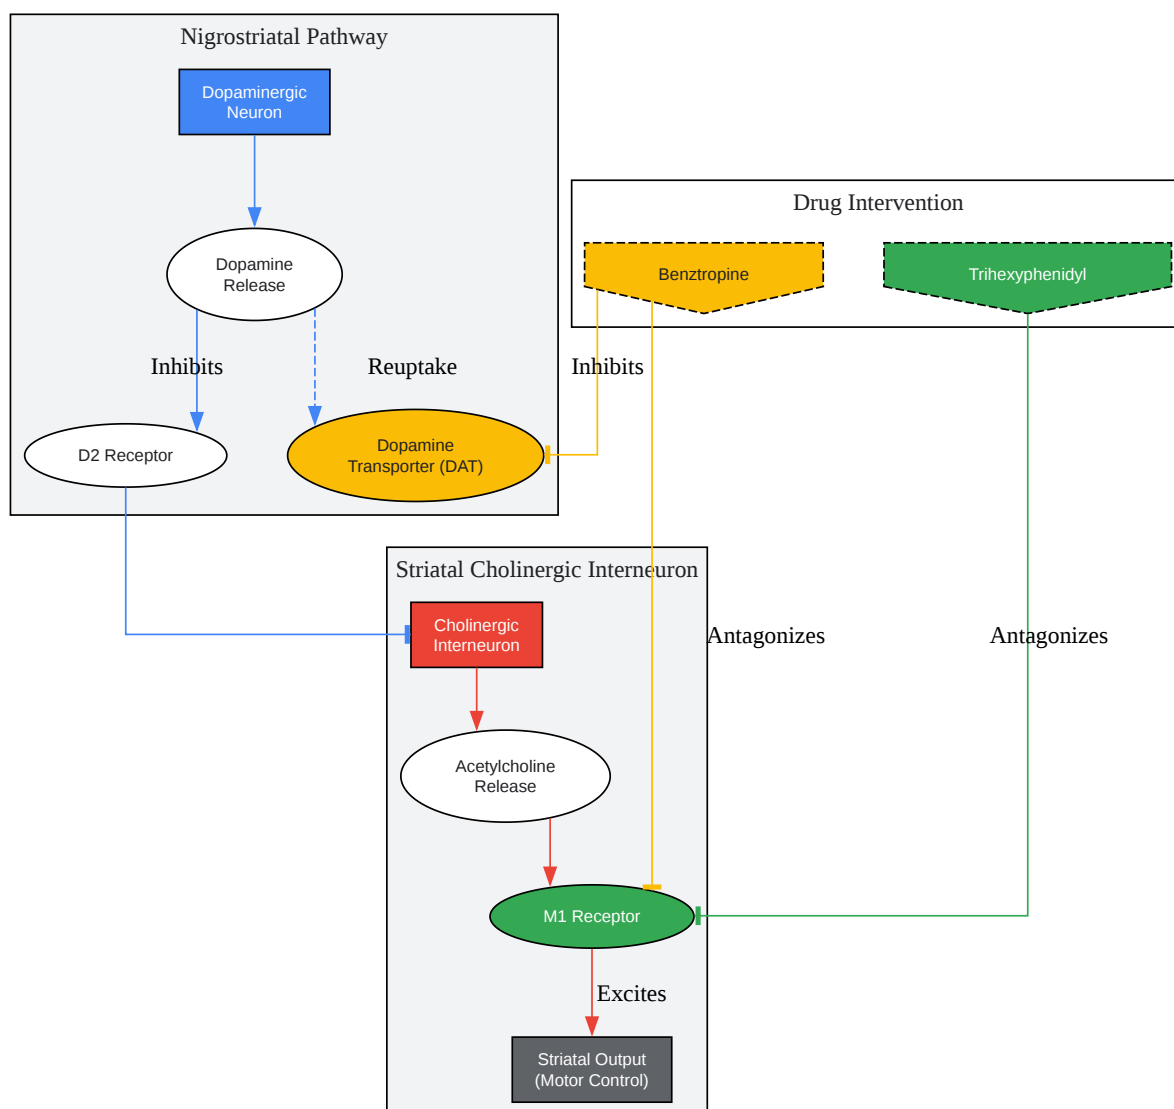 Nigrostriatal Pathway
Dopaminergic
Neuron
Drug Intervention
Dopamine
Release
Benztropine
Trihexyphenidyl
Inhibits
Reuptake
Inhibits
D2 Receptor
Dopamine
Transporter (DAT)
Striatal Cholinergic Interneuron
Cholinergic
Interneuron
Antagonizes
Antagonizes
Acetylcholine
Release
M1 Receptor
Excites
Striatal Output
(Motor Control)